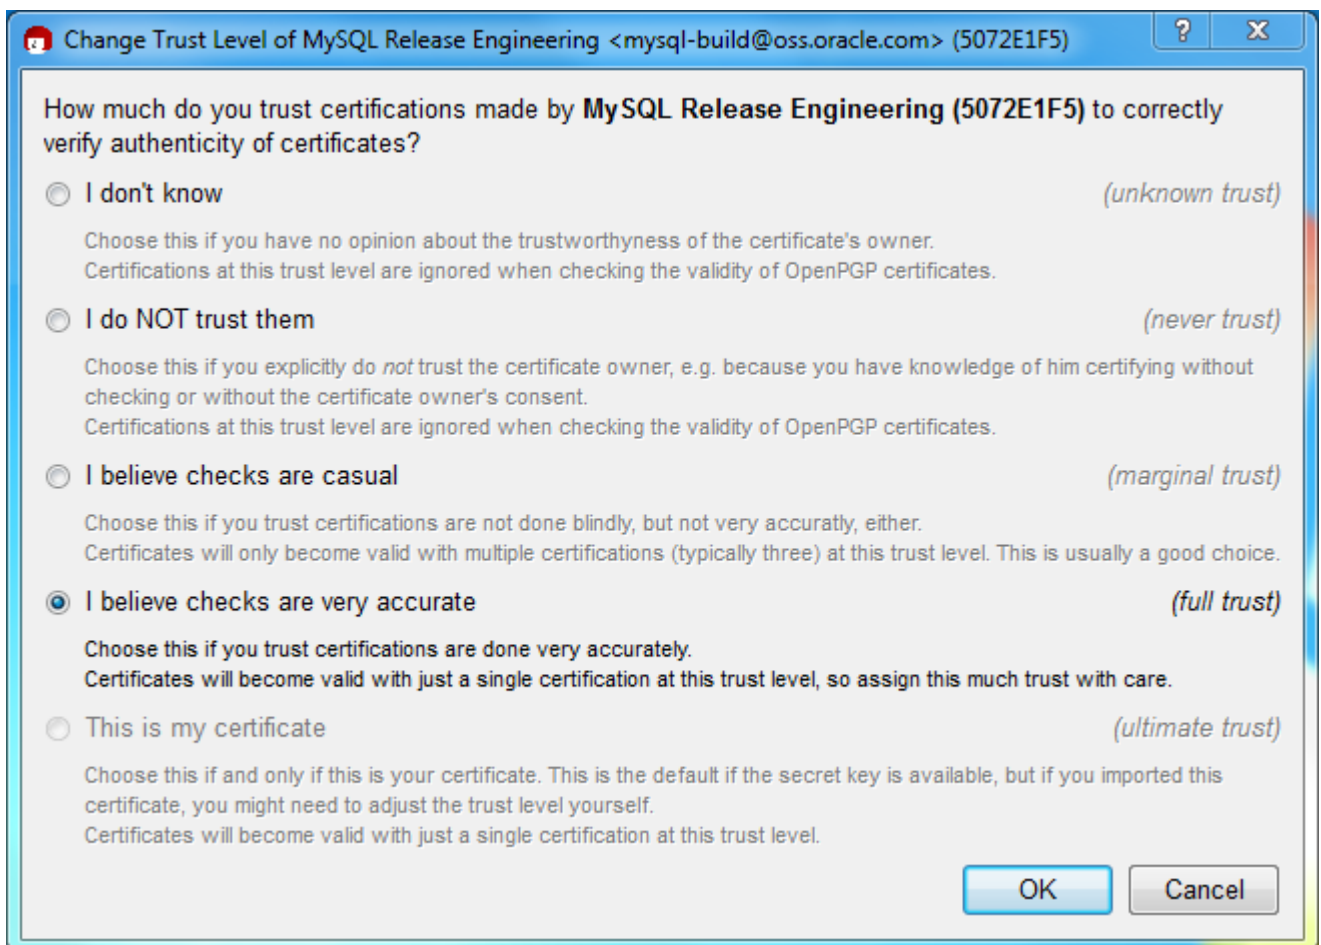 Change Trust Level of MySQL Release Engineering <mysql-build@oss.oracle.com> (5072E1F5)
How much do you trust certifications made by MySQL Release Engineering (5072E1F5) to correctly
verify authenticity of certificates?
I don't know (unknown trust)
Choose this if you have no opinion about the trustworthyness of the certificate's owner.
Certifications at this trust level are ignored when checking the validity of OpenPGP certificates.
I do NOT trust them (never trust)
Choose this if you explicitly do not trust the certificate owner, e.g. because you have knowledge of him certifying without
checking or without the certificate owner's consent.
Certifications at this trust level are ignored when checking the validity of OpenPGP certificates.
I believe checks are casual (marginal trust)
Choose this if you trust certifications are not done blindly, but not very accuratly, either.
Certificates will only become valid with multiple certifications (typically three) at this trust level. This is usually a good choice.
I believe checks are very accurate (full trust)
Choose this if you trust certifications are done very accurately.
Certificates will become valid with just a single certification at this trust level, so assign this much trust with care.
This is my certificate (ultimate trust)
Choose this if and only if this is your certificate. This is the default if the secret key is available, but if you imported this
certificate, you might need to adjust the trust level yourself.
Certificates will become valid with just a single certification at this trust level.
OK Cancel